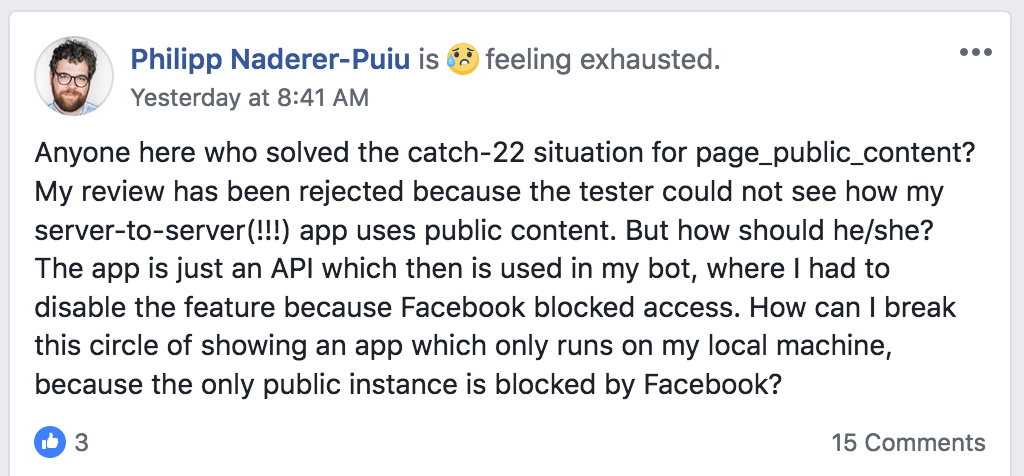 Philipp Naderer-Puiu is 😥 feeling exhausted.
Yesterday at 8:41 AM
Anyone here who solved the catch-22 situation for page_public_content?
My review has been rejected because the tester could not see how my
server-to-server(!!!) app uses public content. But how should he/she?
The app is just an API which then is used in my bot, where I had to
disable the feature because Facebook blocked access. How can I break
this circle of showing an app which only runs on my local machine,
because the only public instance is blocked by Facebook?
3
15 Comments